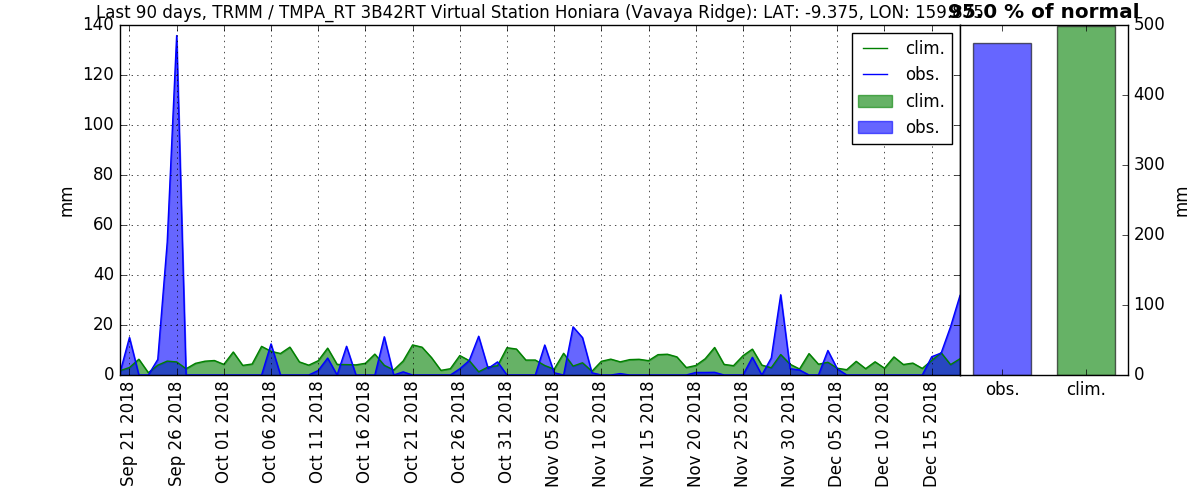 Last 90 days, TRMM / TMPA_RT 3B42RT Virtual Station Honiara (Vavaya Ridge): LAT: -9.375, LON: 159.875
95.0 % of normal
140
120
100
80
60
40
20
0
mm
clim.
obs.
clim.
obs.
Sep 21 2018
Sep 26 2018
Oct 01 2018
Oct 06 2018
Oct 11 2018
Oct 16 2018
Oct 21 2018
Oct 26 2018
Oct 31 2018
Nov 05 2018
Nov 10 2018
Nov 15 2018
Nov 20 2018
Nov 25 2018
Nov 30 2018
Dec 05 2018
Dec 10 2018
Dec 15 2018
500
400
300
200
100
0
mm
obs.
clim.